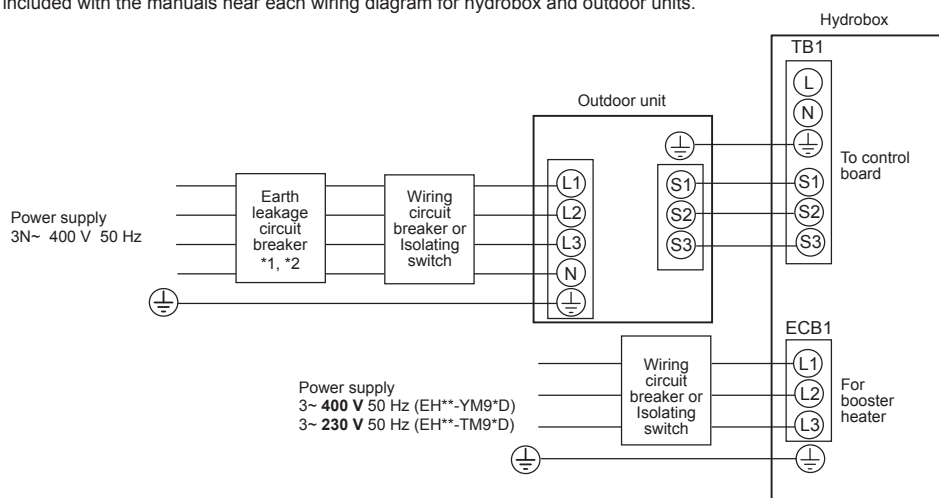 included with the manuals near each wiring diagram for hydrobox and outdoor units.
Hydrobox
TB1
L
N
To control
board
S1
S2
S3
Outdoor unit
S1
S2
S3
L1
L2
L3
N
Earth
leakage
circuit
breaker
*1, *2
Wiring
circuit
breaker or
Isolating
switch
Power supply
3N~ 400 V 50 Hz
ECB1
L1
L2
L3
For
booster
heater
Wiring
circuit
breaker or
Isolating
switch
Power supply
3~ 400 V 50 Hz (EH**-YM9*D)
3~ 230 V 50 Hz (EH**-TM9*D)